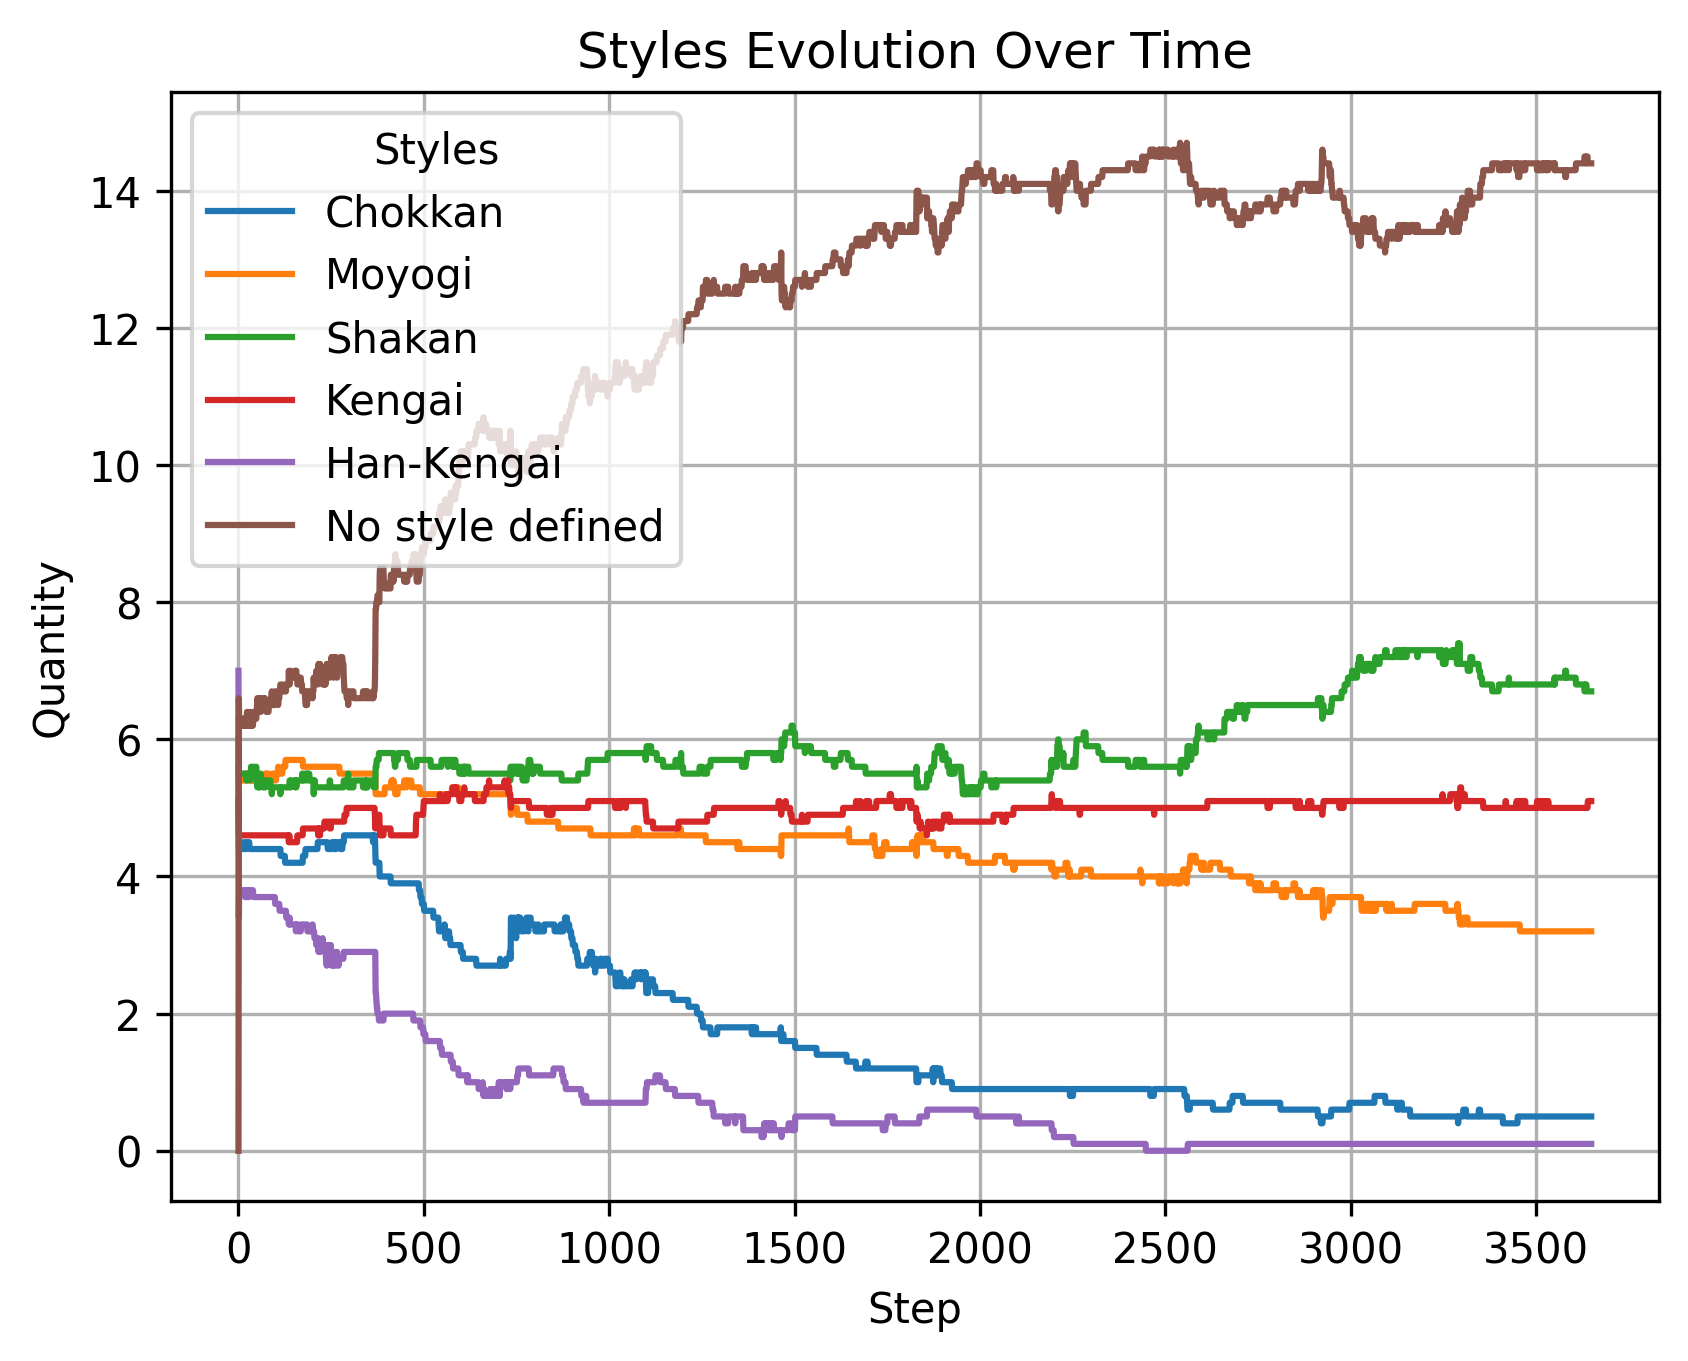 Styles Evolution Over Time
Styles
Chokkan
Moyogi
Shakan
Kengai
Han-Kengai
No style defined
Quantity
14
12
10
8
6
4
2
0
0 500 1000 1500 2000 2500 3000 3500
Step